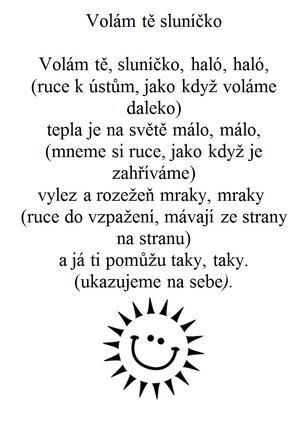 Volám tě sluníčko
Volám tě, sluníčko, haló, haló,
(ruce k ústům, jako když voláme
daleko)
tepla je na světě málo, málo,
(mneme si ruce, jako když je
zahříváme)
vylez a rozežeň mraky, mraky
(ruce do vzpažení, mávají ze strany
na stranu)
a já ti pomůžu taky, taky.
(ukazujeme na sebe).